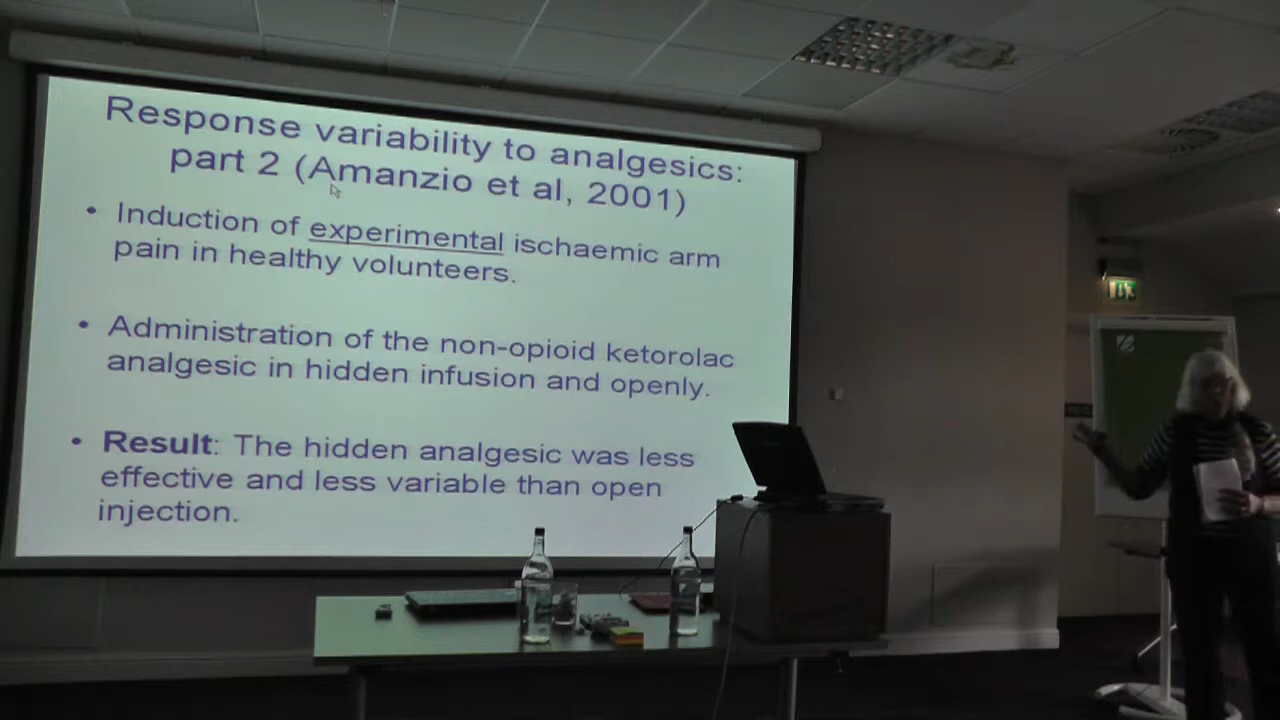 Response variability to analgesics:
part 2 (Amanzio et al, 2001)
• Induction of experimental ischaemic arm
pain in healthy volunteers.
• Administration of the non-opioid ketorolac
analgesic in hidden infusion and openly.
• Result: The hidden analgesic was less
effective and less variable than open
injection.